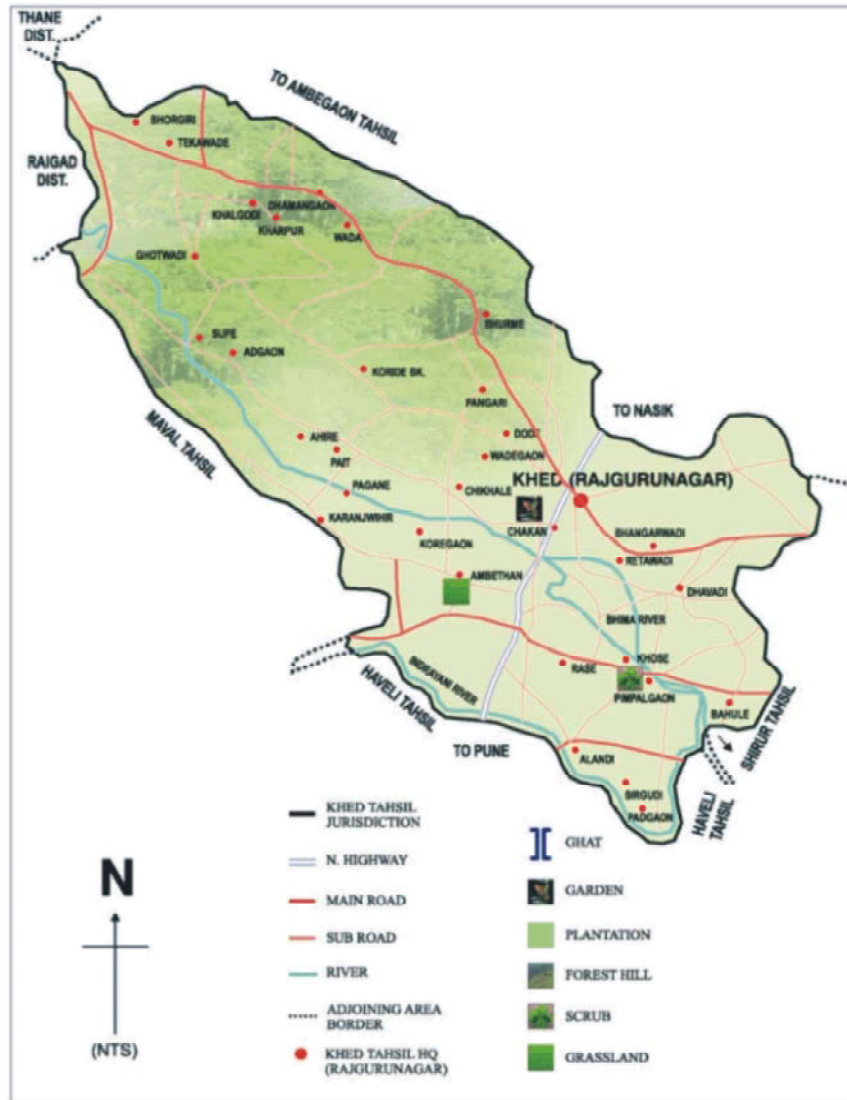 THANE
DIST.
TO AMBEGAON TAHSIL
BHORGIRI
TEKAWADE
RAIGAD
DIST.
DHAMANGAON
KHALGODI
KHARPUR
WADA
GHOTWADI
DHURME
SUPE
ADGAON
KORIDE BK.
PANGARI
TO NASIK
MAVAL TAHSIL
AHIRE
DODE
PAIT
WADEGAON
KHED (RAJGURUNAGAR)
PAGANE
CHIKHALE
KARANJWIHIR
CHAKAN
BHANGARWADI
KOREGAON
RETAWADI
AMBETHAN
DHAVADI
BHIMA RIVER
KHOSE
RASE
INDRAYANI RIVER
PIMPALGAON
HAVELI TAHSIL
BAHULE
SHIRUR TAHSIL
TO PUNE
ALANDI
SIRGUDI
HAVELI
TAHSIL
PADGAON
KHED TAHSIL
JURISDICTION
N. HIGHWAY
MAIN ROAD
SUB ROAD
RIVER
ADJOINING AREA
BORDER
KHED TAHSIL HQ
(RAJGURUNAGAR)
GHAT
GARDEN
PLANTATION
FOREST HILL
SCRUB
GRASSLAND
N
(NTS)